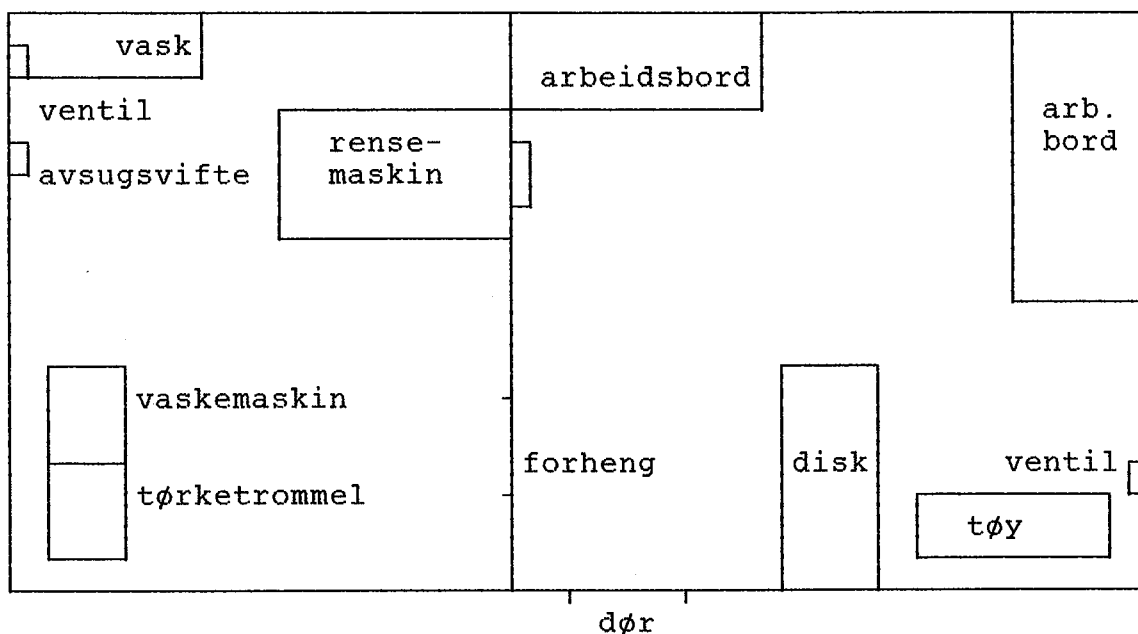 vask
arbeidsbord
ventil
arb.
bord
rense-
maskin
avsugsvifte
vaskemaskin
forheng
disk
ventil
tørketrommel
tøy
dør